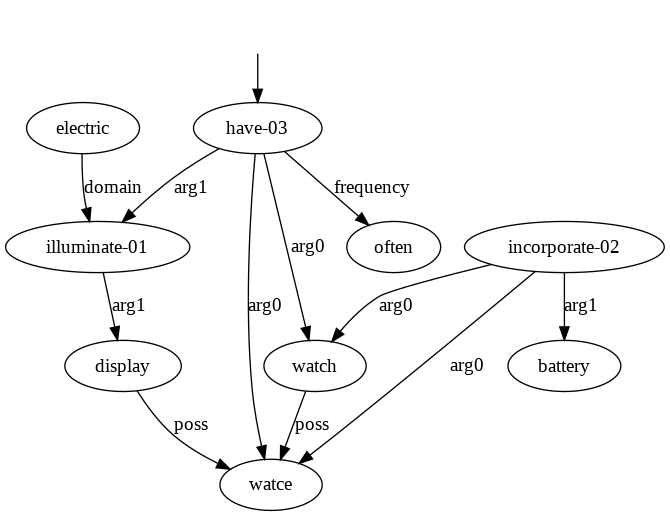 electric
have-03
domain
arg1
frequency
illuminate-01
often
incorporate-02
arg0
arg1
arg0
arg0
arg1
display
watch
battery
arg0
poss
poss
watce